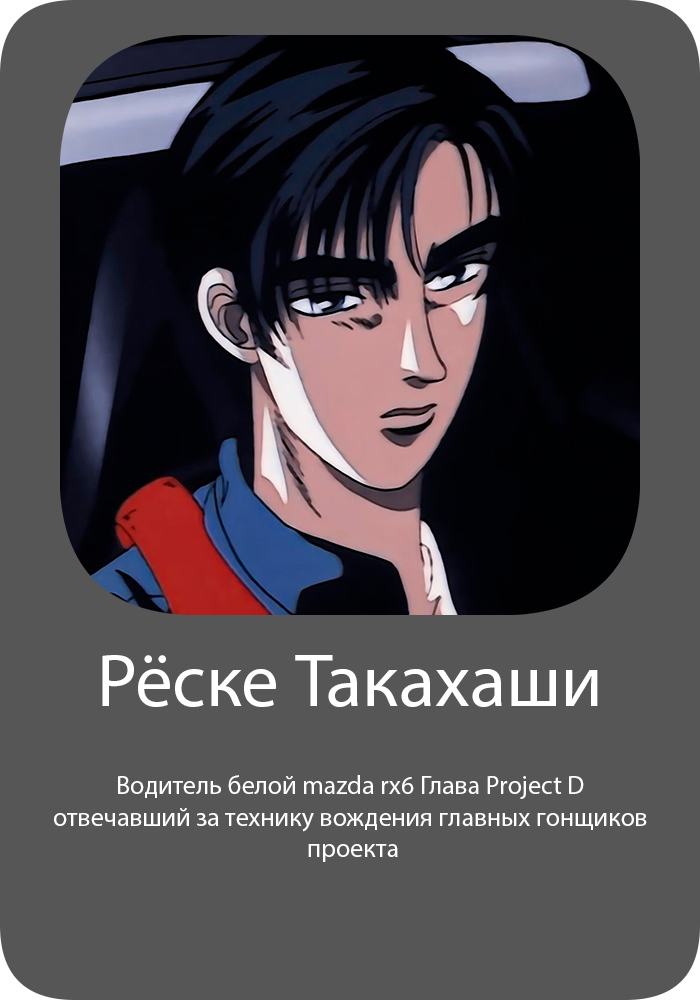 Рёске Такахаши
Водитель белой mazda rx6 Глава Project D
отвечавший за технику вождения главных гонщиков
проекта